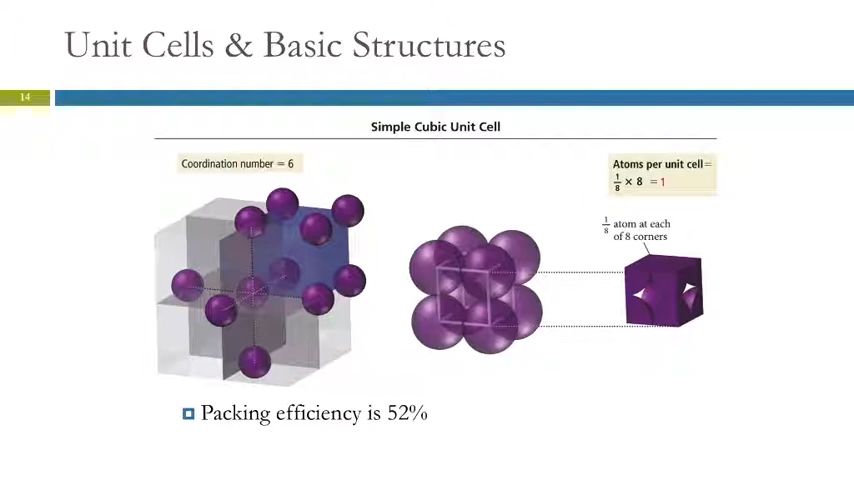 Unit Cells & Basic Structures
14
Simple Cubic Unit Cell
Coordination number = 6
Atoms per unit cell=
1/8 × 8 = 1
1/8 atom at each
of 8 corners
Packing efficiency is 52%